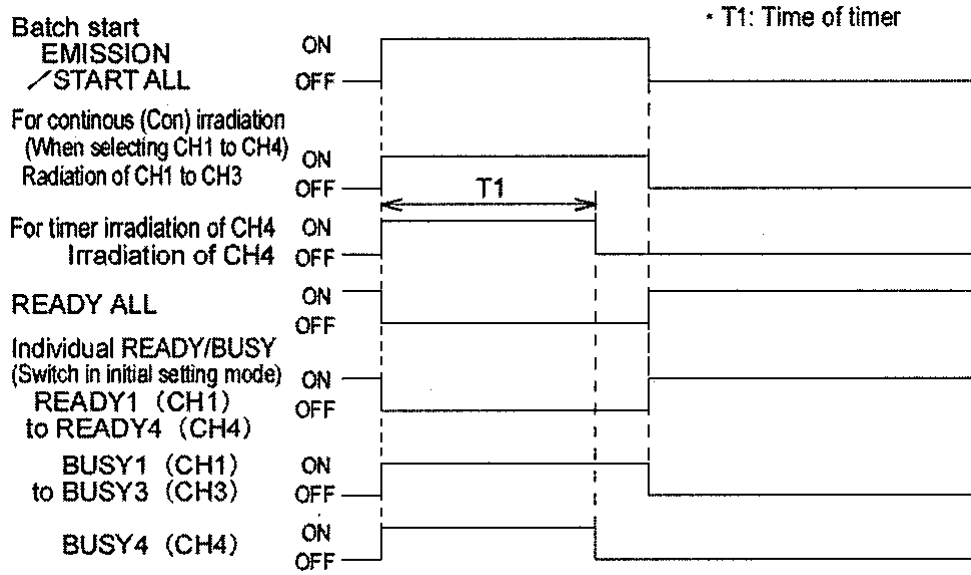 • T1: Time of timer
Batch start
EMISSION
／START ALL
ON
OFF
For continous (Con) irradiation
(When selecting CH1 to CH4)
Radiation of CH1 to CH3
ON
OFF
T1
For timer irradiation of CH4
Irradiation of CH4
ON
OFF
READY ALL
ON
OFF
Individual READY/BUSY
(Switch in initial setting mode)
READY1 (CH1)
to READY4 (CH4)
ON
OFF
BUSY1 (CH1)
to BUSY3 (CH3)
ON
OFF
BUSY4 (CH4)
ON
OFF